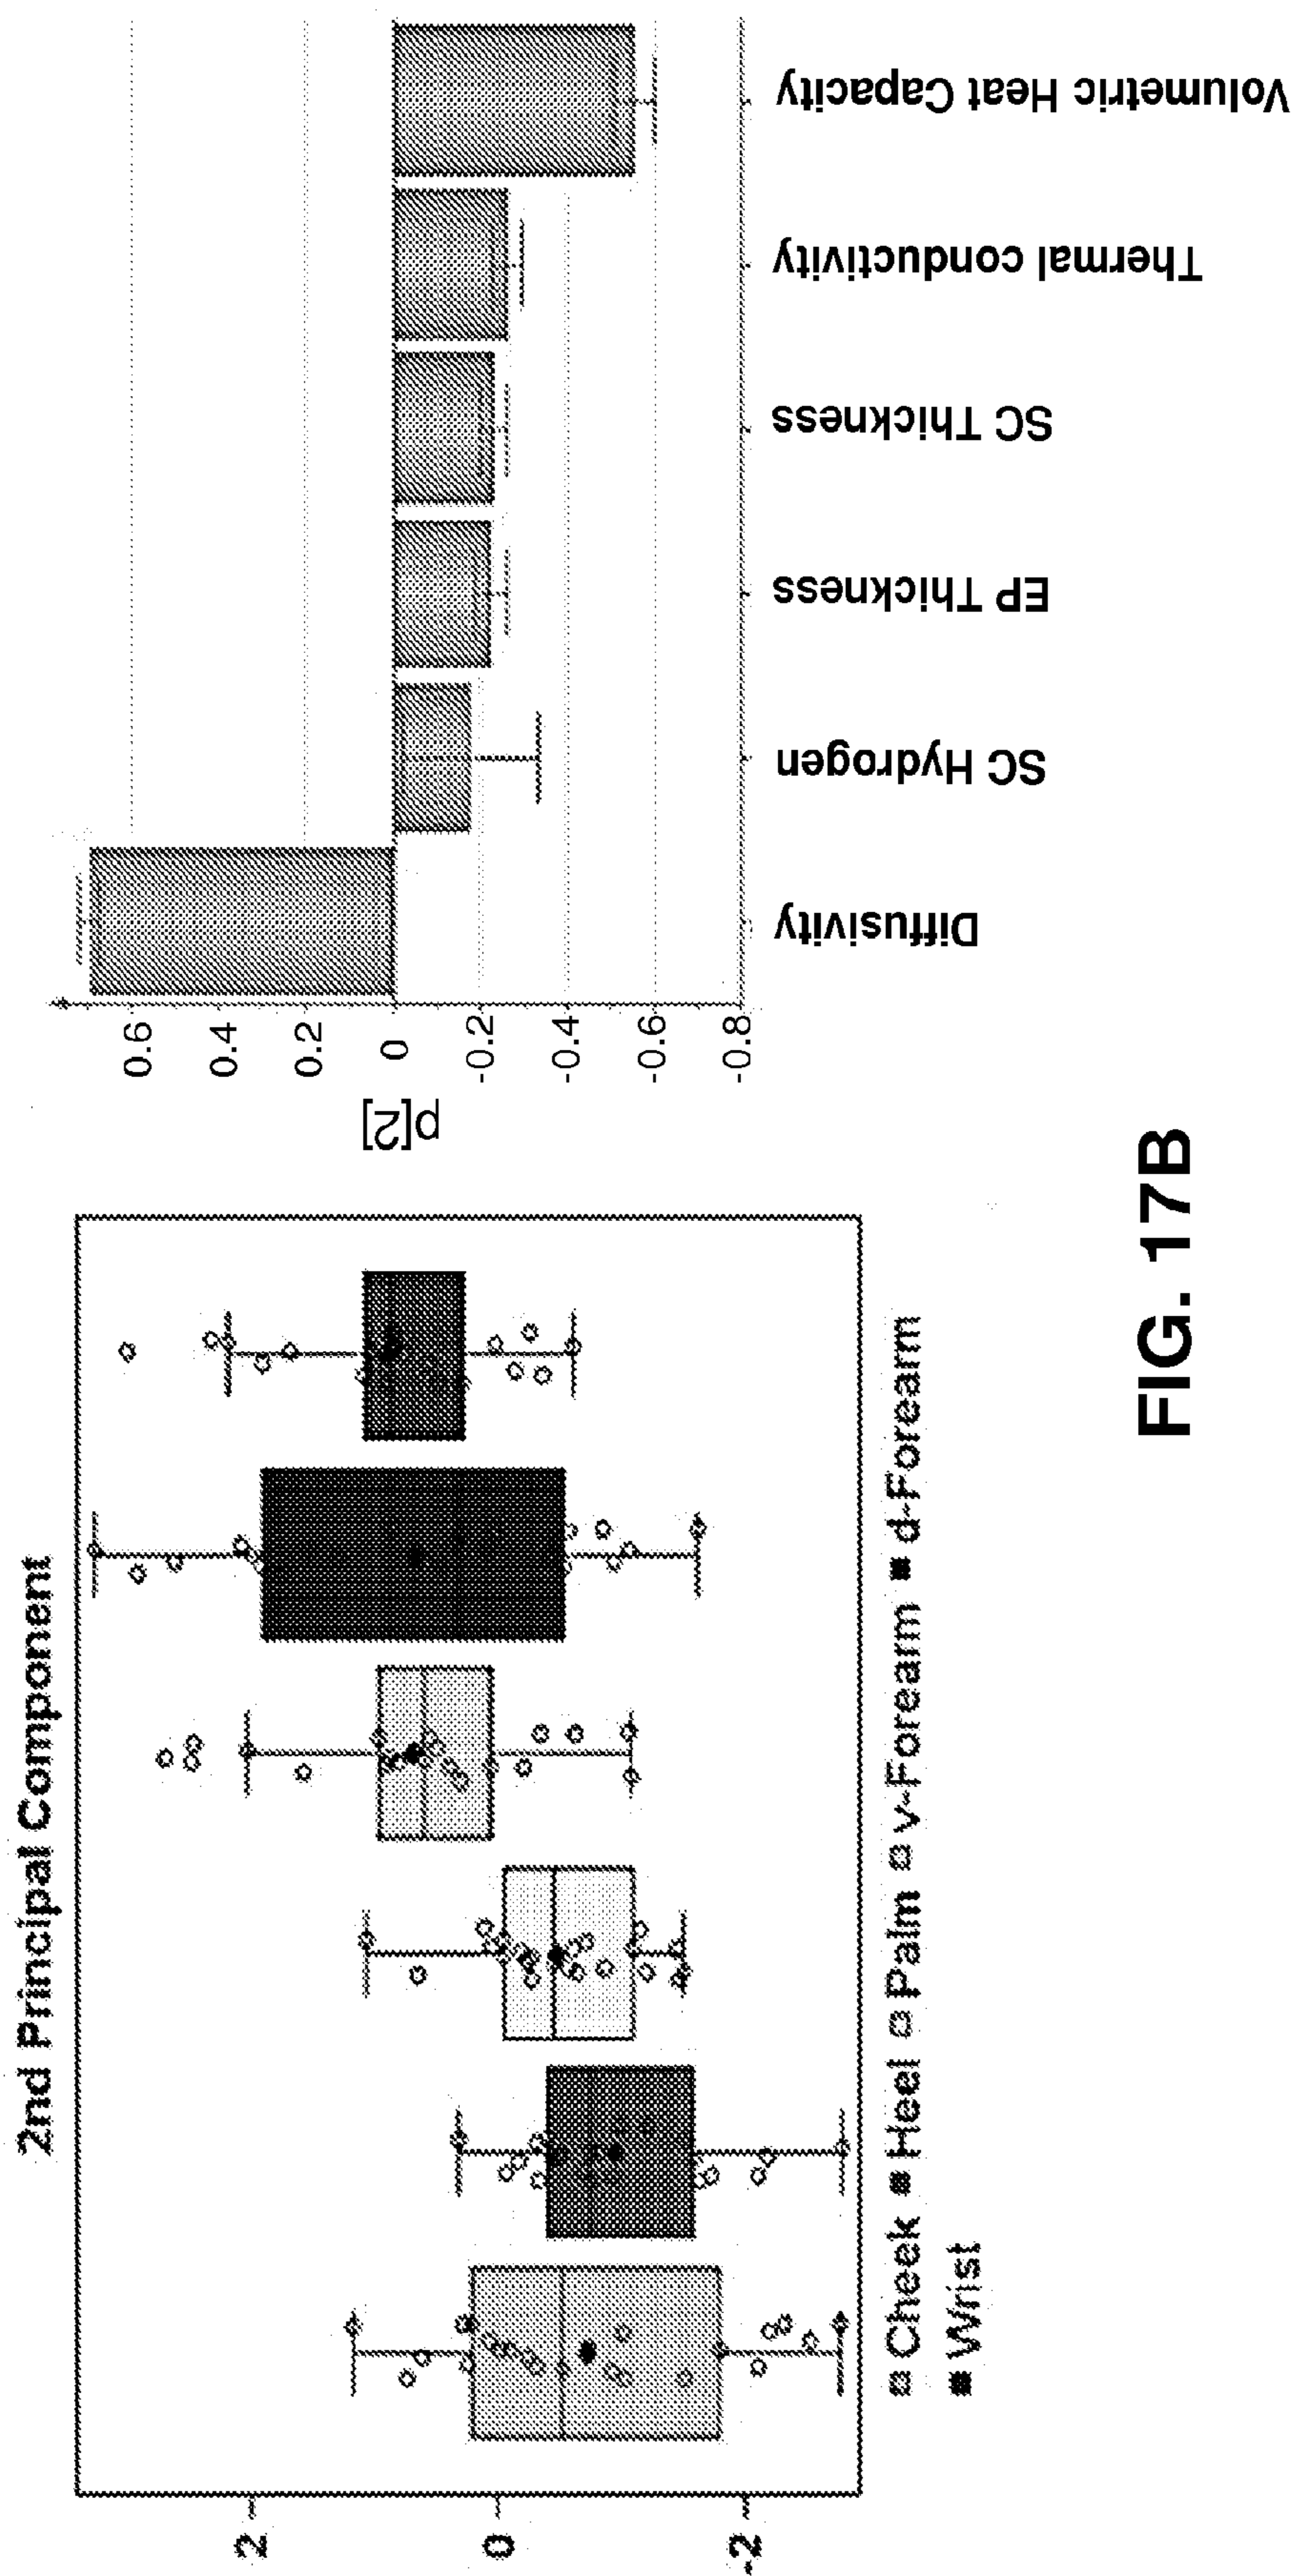 2nd Principal Component
2
0
-2
□ Cheek ■ Heel □ Palm □ v-Forearm ■ d-Forearm
■ Wrist
p[2]
0.6
0.4
0.2
0
-0.2
-0.4
-0.6
-0.8
Diffusivity
SC Hydrogen
EP Thickness
SC Thickness
Thermal conductivity
Volumetric Heat Capacity
FIG. 17B